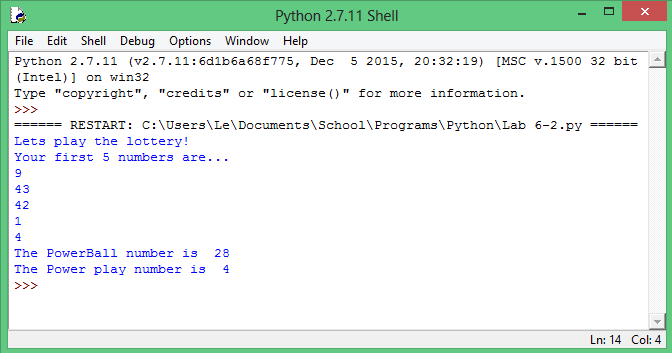 Python 2.7.11 Shell
File Edit Shell Debug Options Window Help
Python 2.7.11 (v2.7.11:6d1b6a68f775, Dec  5 2015, 20:32:19) [MSC v.1500 32 bit
(Intel)] on win32
Type "copyright", "credits" or "license()" for more information.
>>>
====== RESTART: C:\Users\Le\Documents\School\Programs\Python\Lab 6-2.py ======
Lets play the lottery!
Your first 5 numbers are...
9
43
42
1
4
The PowerBall number is  28
The Power play number is  4
>>>
Ln: 14 Col: 4